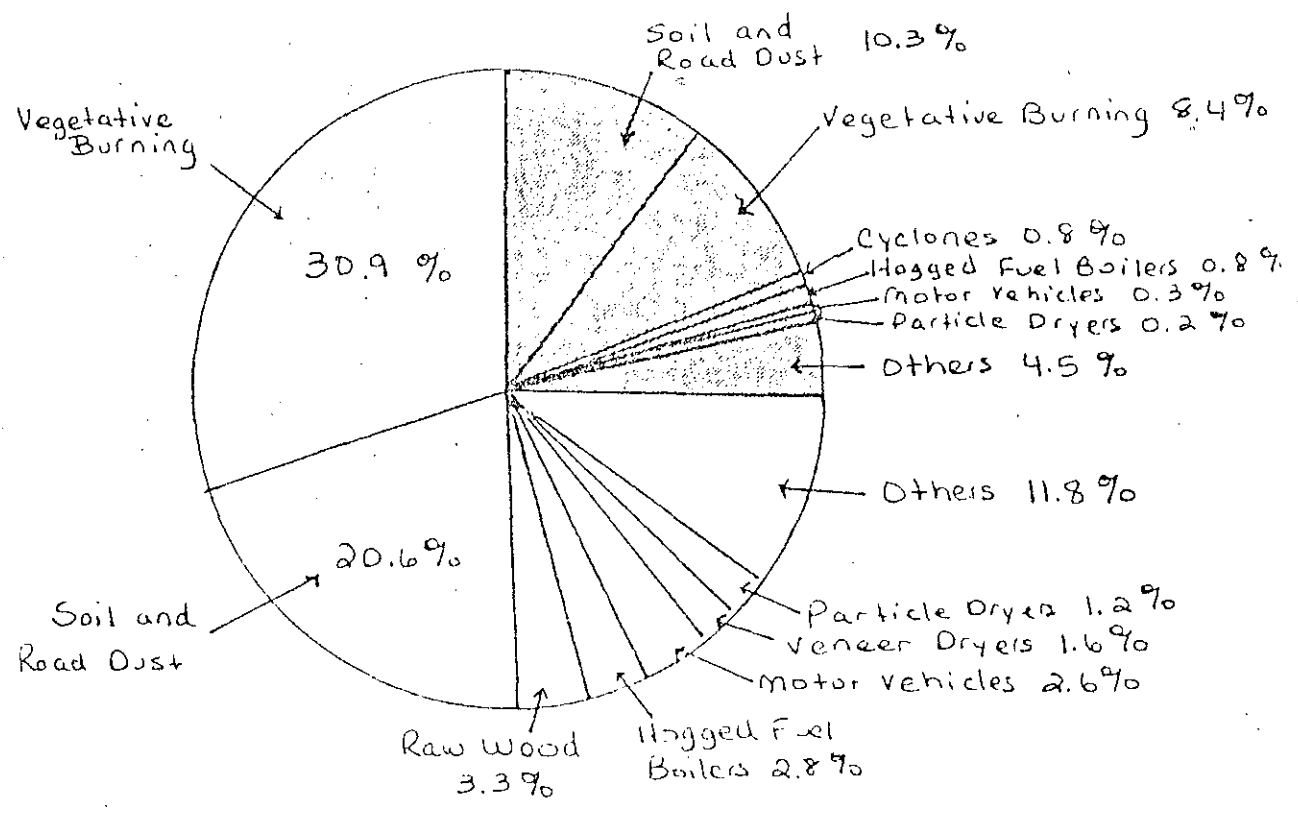 Soil and
Road Dust 10.3%
Vegetative
Burning
30.9 %
Vegetative Burning 8.4%
Cyclones 0.8%
Hogged Fuel Boilers 0.8%
Motor Vehicles 0.3%
Particle Dryers 0.2%
Others 4.5%
Others 11.8%
Particle Dryers 1.2%
Veneer Dryers 1.6%
Motor Vehicles 2.6%
Hogged Fuel
Boilers 2.8%
Raw Wood
3.3%
20.6%
Soil and
Road Dust